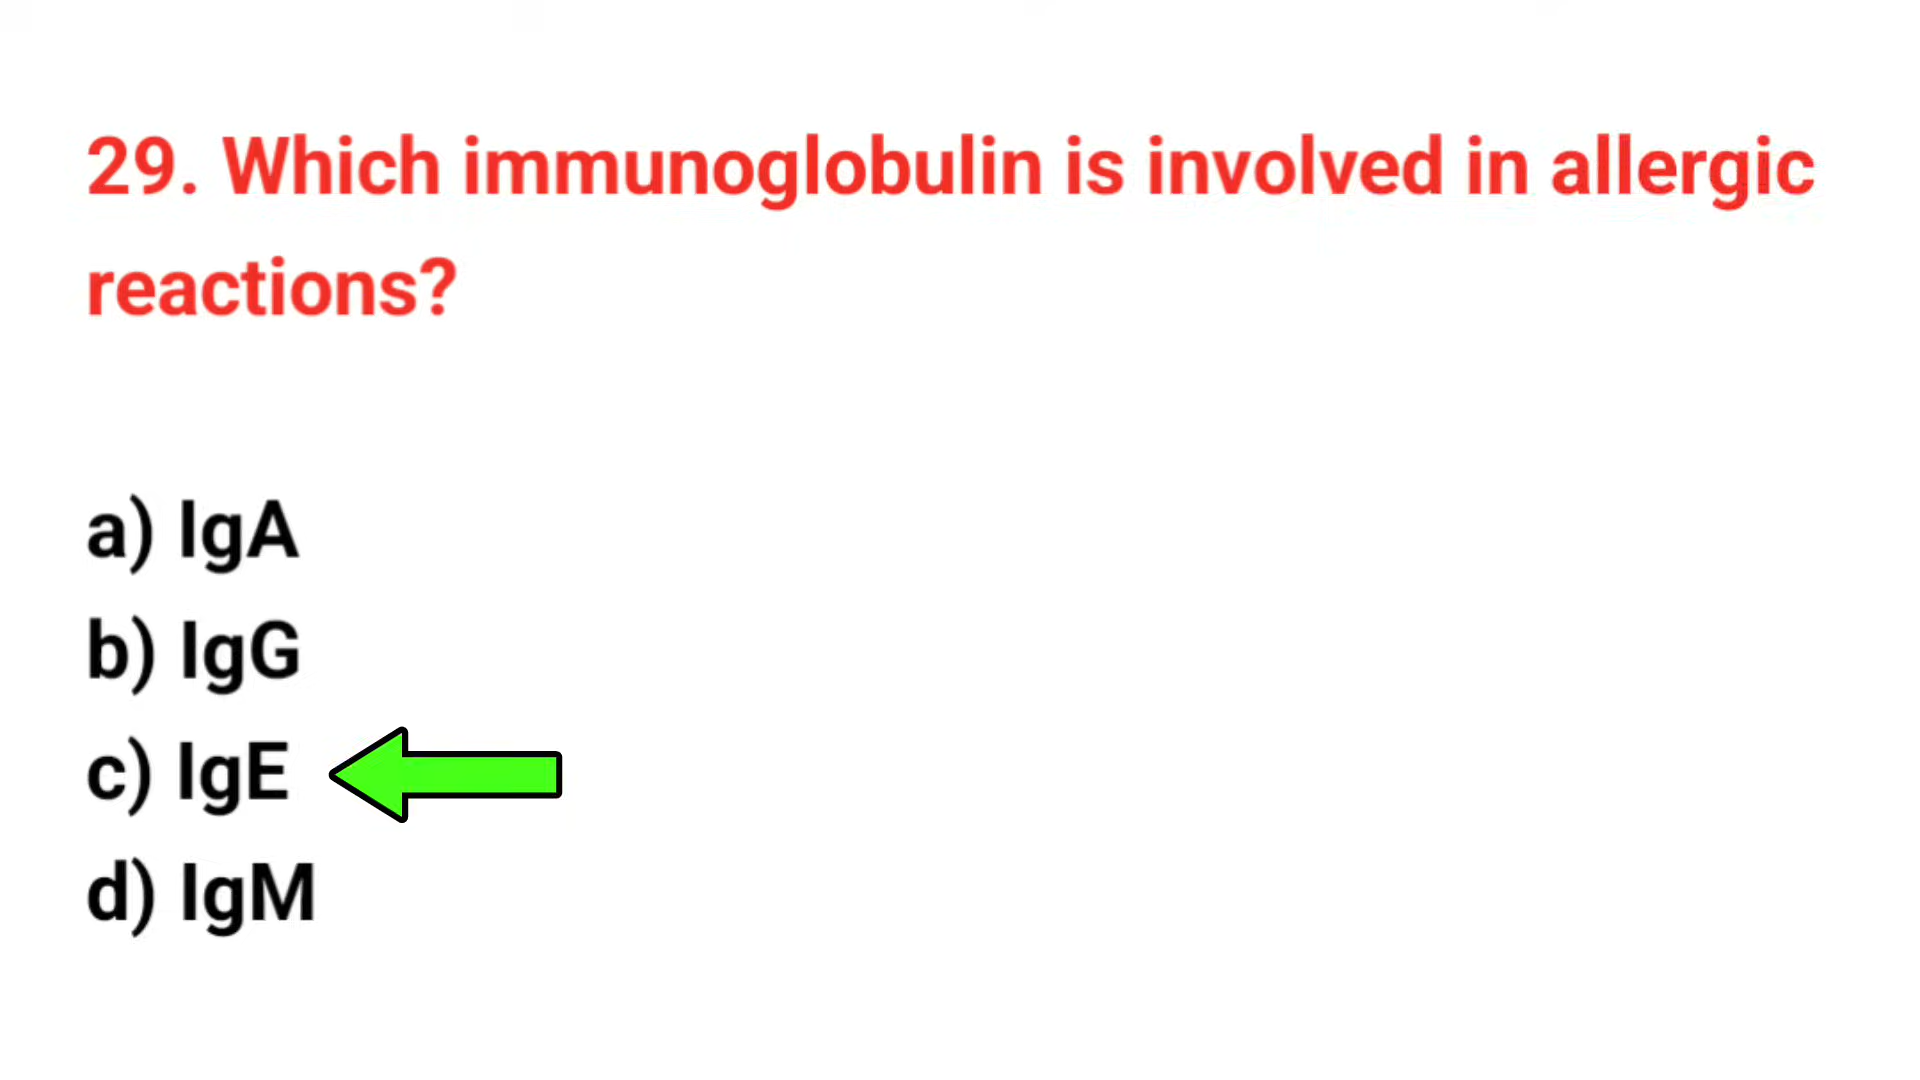 29. Which immunoglobulin is involved in allergic
reactions?
a) IgA
b) IgG
c) IgE
d) IgM